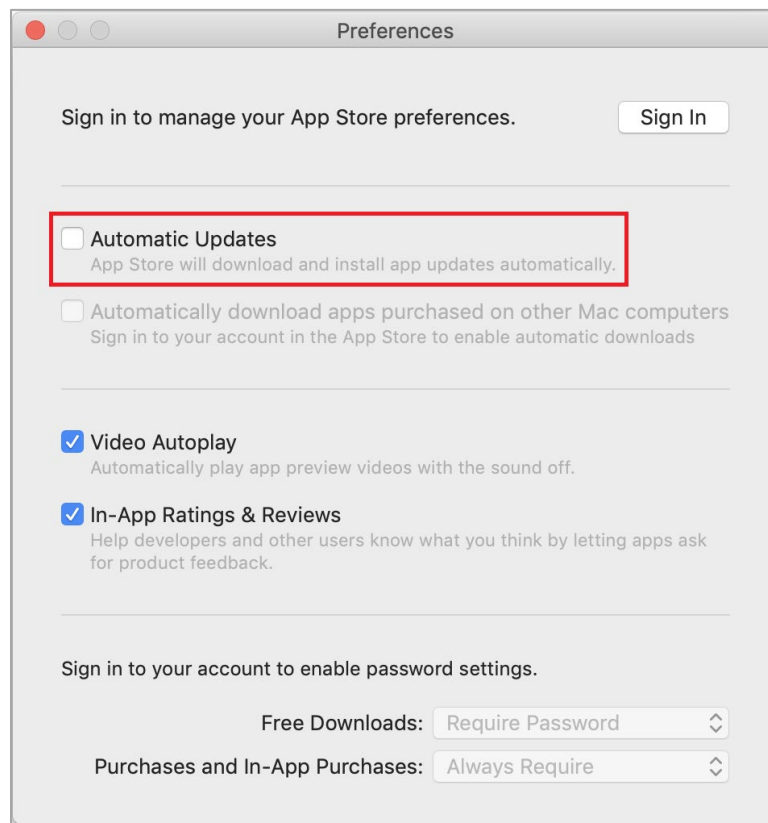 Preferences
Sign in to manage your App Store preferences.
Sign In
Automatic Updates
App Store will download and install app updates automatically.
Automatically download apps purchased on other Mac computers
Sign in to your account in the App Store to enable automatic downloads
Video Autoplay
Automatically play app preview videos with the sound off.
In-App Ratings & Reviews
Help developers and other users know what you think by letting apps ask
for product feedback.
Sign in to your account to enable password settings.
Free Downloads: Require Password
Purchases and In-App Purchases: Always Require